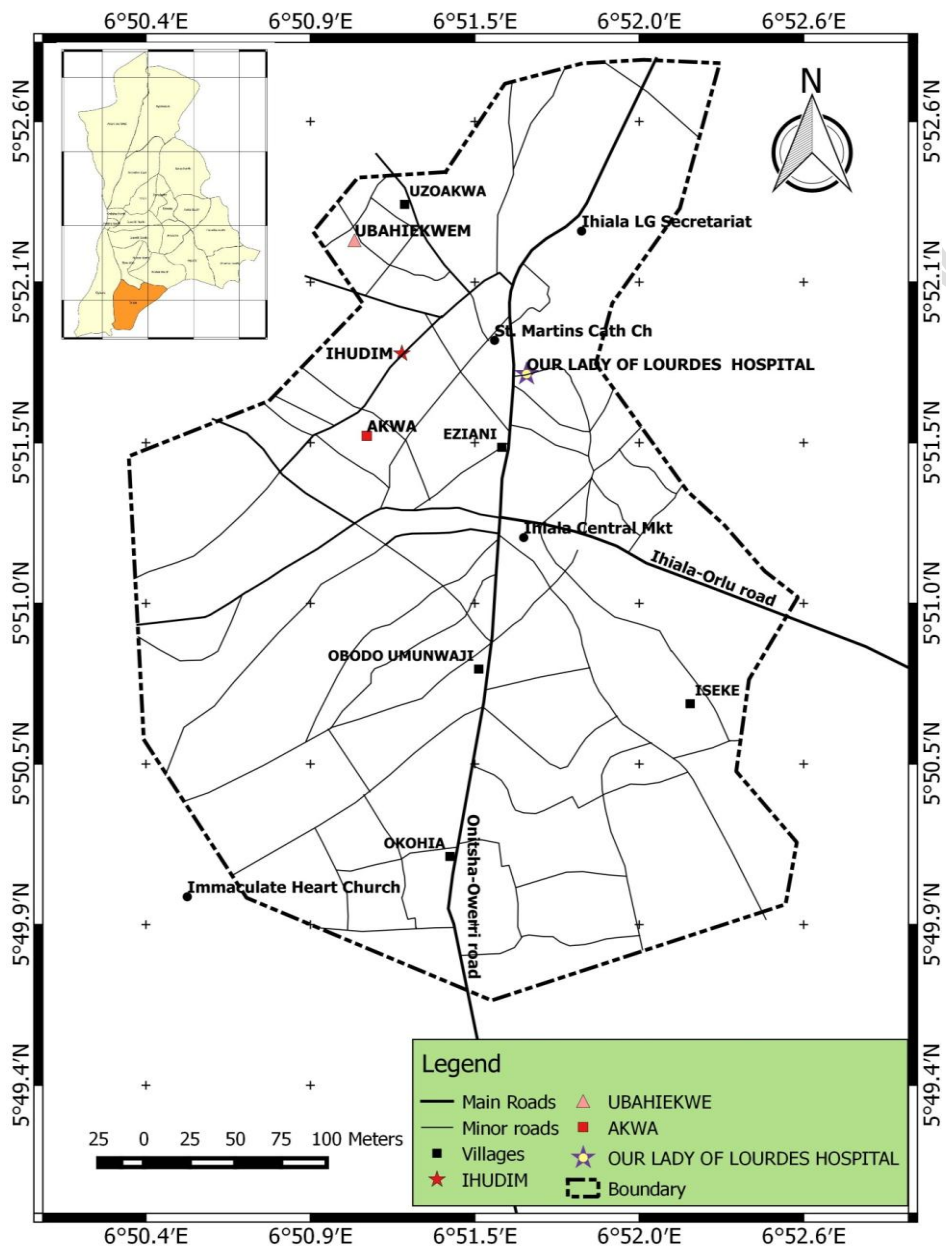 6°50.4'E 6°50.9'E 6°51.5'E 6°52.0'E 6°52.6'E
N
5°52.6'N 5°52.6'N
UZOAKWA
UBAHIEKWEM
Ihiala LG Secretariat
5°52.1'N 5°52.1'N
St. Martins Cath Ch
IHUDIM
OUR LADY OF LOURDES HOSPITAL
AKWA
EZIANI
5°51.5'N 5°51.5'N
Ihiala Central Mkt
Ihiala-Orlu road
5°51.0'N 5°51.0'N
OBODO UMUNWAJI
ISEKE
5°50.5'N 5°50.5'N
OKOHIA
Onitsha-Owerri road
Immaculate Heart Church
5°49.9'N 5°49.9'N
5°49.4'N 5°49.4'N
Legend
Main Roads
Minor roads
Villages
IHUDIM
UBAHIEKWE
AKWA
OUR LADY OF LOURDES HOSPITAL
Boundary
25 0 25 50 75 100 Meters
6°50.4'E 6°50.9'E 6°51.5'E 6°52.0'E 6°52.6'E